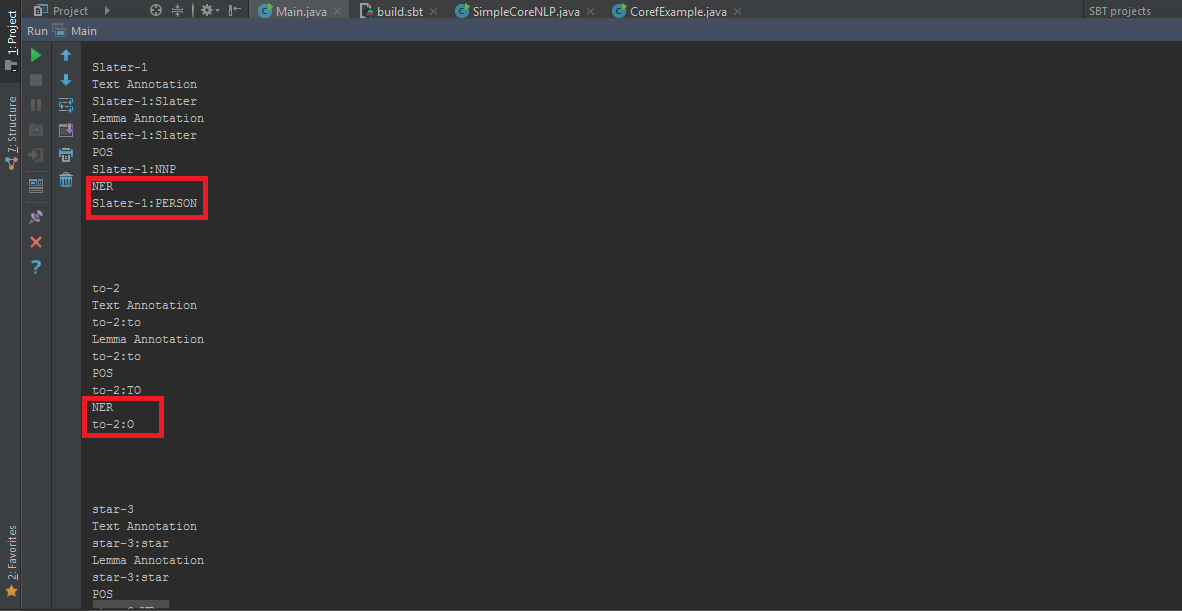 Project
Main.java
build.sbt
SimpleCoreNLP.java
CorefExample.java
SBT projects
Run
Main
1: Project
7: Structure
2: Favorites
Slater-1
Text Annotation
Slater-1:Slater
Lemma Annotation
Slater-1:Slater
POS
Slater-1:NNP
NER
Slater-1:PERSON
to-2
Text Annotation
to-2:to
Lemma Annotation
to-2:to
POS
to-2:TO
NER
to-2:O
star-3
Text Annotation
star-3:star
Lemma Annotation
star-3:star
POS